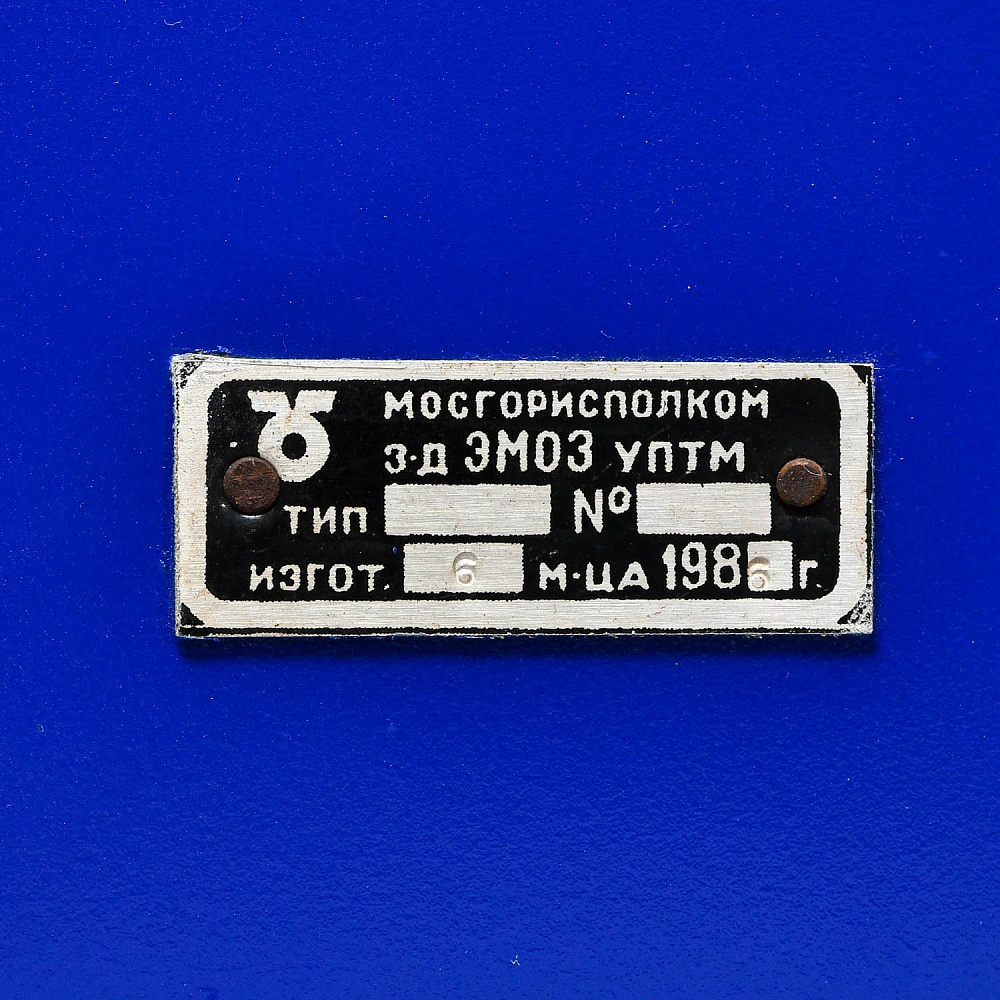 МОСГОРИСПОЛКОМ
З-Д ЭМОЗ УПТМ
ТИП № 
ИЗГОТ. 6 М-ЦА 1986 Г.